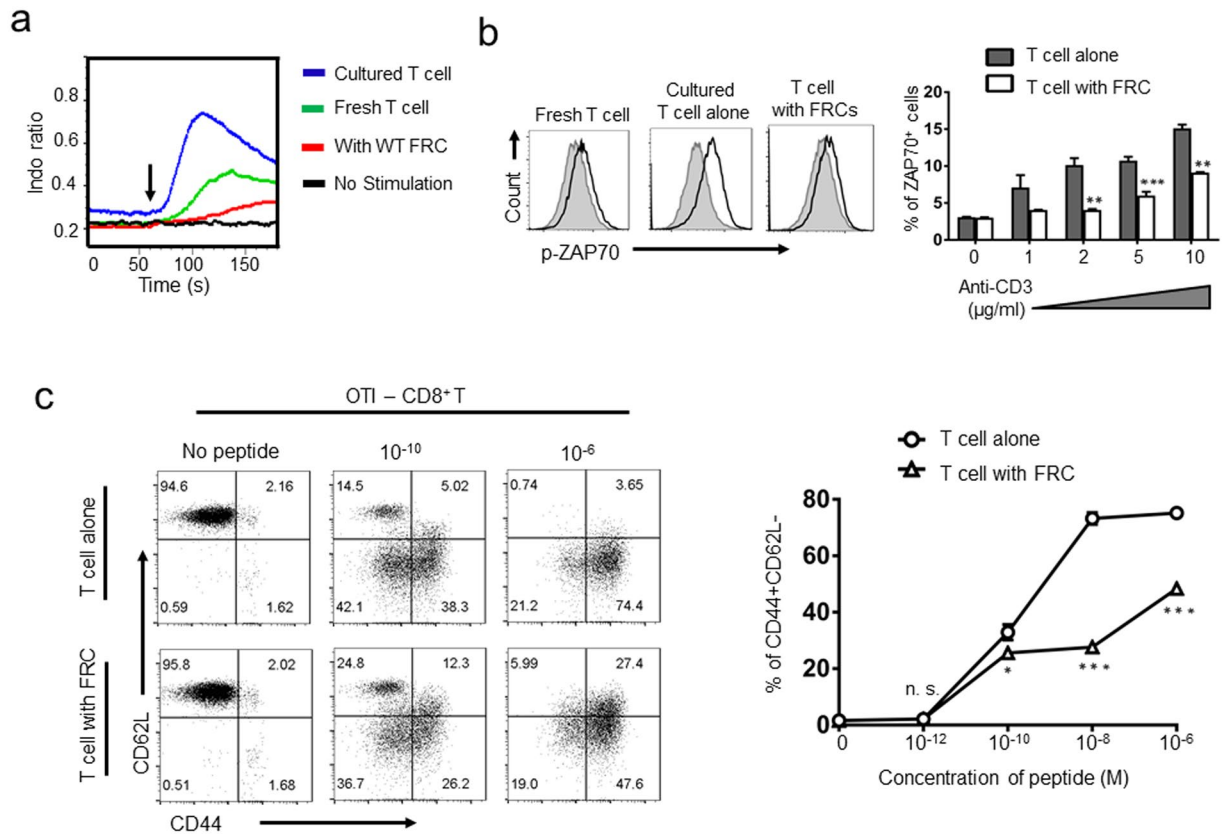 a
0.8
0.6
0.4
0.2
Indo ratio
0 50 100 150
Time (s)
Cultured T cell
Fresh T cell
With WT FRC
No Stimulation
b
Fresh T cell
Cultured
T cell alone
T cell
with FRCs
Count
p-ZAP70
T cell alone
T cell with FRC
% of ZAP70⁺ cells
20
15
10
5
0
** *** **
0 1 2 5 10
Anti-CD3
(µg/ml)
c
OTI – CD8⁺ T
No peptide 10⁻¹⁰ 10⁻⁶
T cell alone
94.6 2.16 14.5 5.02 0.74 3.65
0.59 1.62 42.1 38.3 21.2 74.4
T cell with FRC
95.8 2.02 24.8 12.3 5.99 27.4
0.51 1.68 36.7 26.2 19.0 47.6
CD62L
CD44
T cell alone
T cell with FRC
% of CD44+CD62L-
80
60
40
20
0
n. s.
* *** ***
0 10⁻¹² 10⁻¹⁰ 10⁻⁸ 10⁻⁶
Concentration of peptide (M)